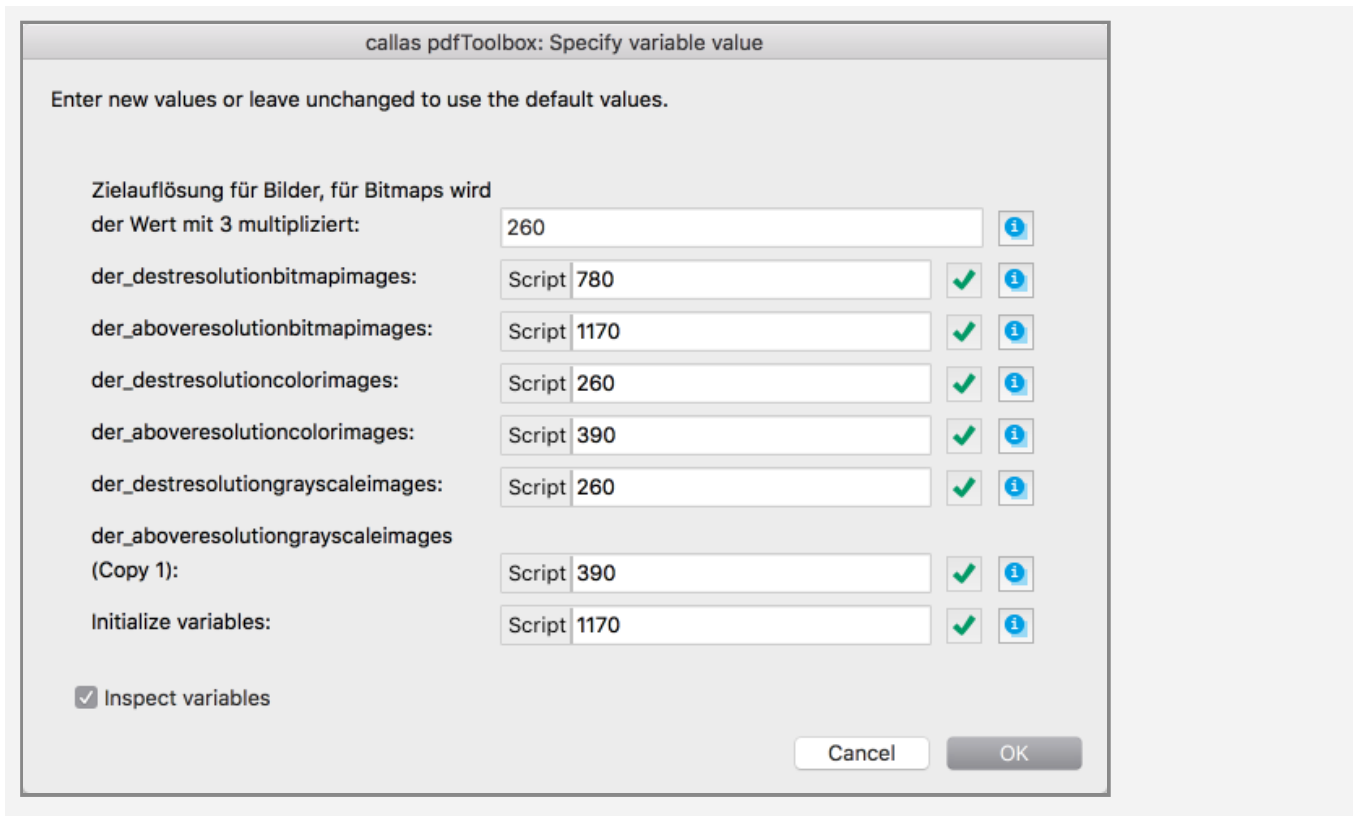 callas pdfToolbox: Specify variable value
Enter new values or leave unchanged to use the default values.
Zielauflösung für Bilder, für Bitmaps wird
der Wert mit 3 multipliziert: 260
der_destresolutionbitmapimages: Script 780
der_aboveresolutionbitmapimages: Script 1170
der_destresolutioncolorimages: Script 260
der_aboveresolutioncolorimages: Script 390
der_destresolutiongrayscaleimages: Script 260
der_aboveresolutiongrayscaleimages
(Copy 1): Script 390
Initialize variables: Script 1170
Inspect variables
Cancel OK